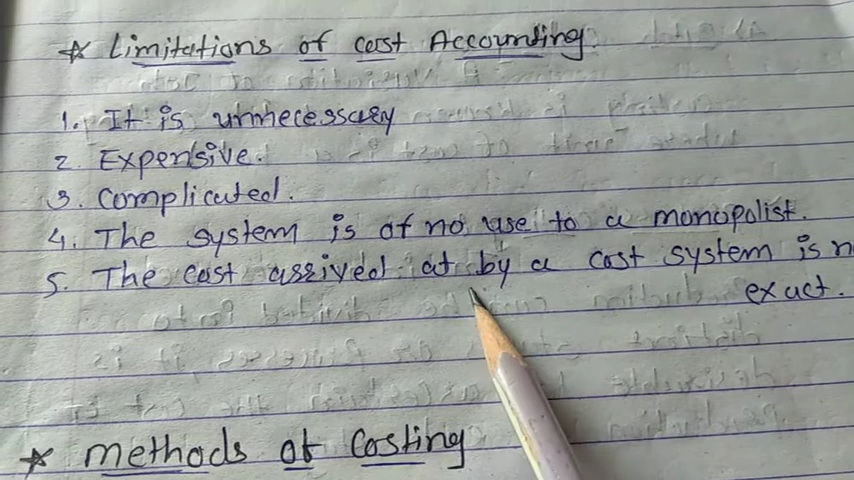 * Limitations of cost Accounting.
1. It is unnecessary
2. Expensive.
3. Complicated.
4. The system is of no use to a monopolist.
5. The cost arrived at by a cost system is
exact.
* Methods of Costing